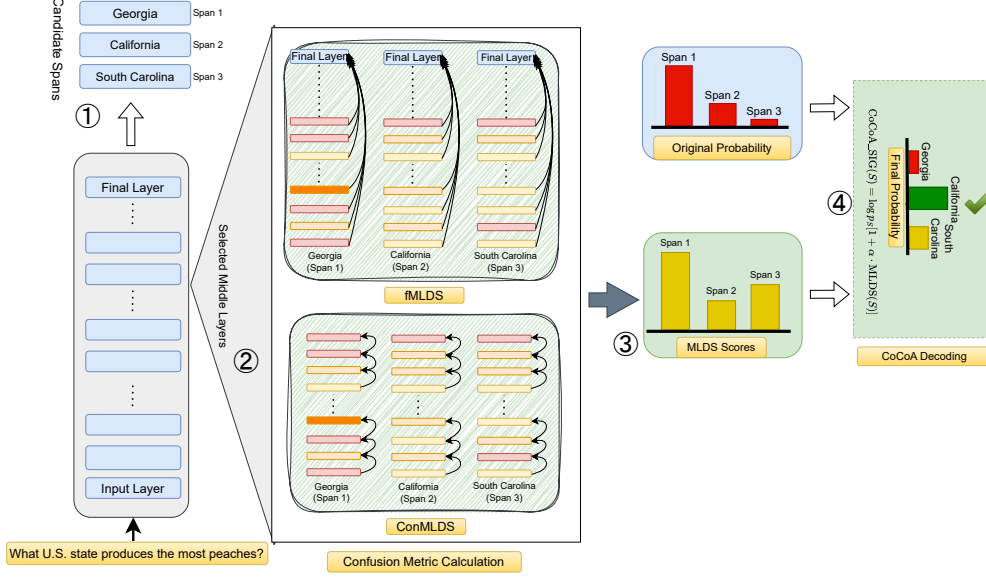 Candidate Spans
Georgia
Span 1
California
Span 2
South Carolina
Span 3
①
Final Layer
Input Layer
What U.S. state produces the most peaches?
Selected Middle Layers
②
Final Layer
Final Layer
Final Layer
Georgia
(Span 1)
California
(Span 2)
South Carolina
(Span 3)
fMLDS
Georgia
(Span 1)
California
(Span 2)
South Carolina
(Span 3)
ConMLDS
Confusion Metric Calculation
Span 1
Span 2
Span 3
Original Probability
③
Span 1
Span 2
Span 3
MLDS Scores
④
Georgia
California
South
Carolina
Final Probability
CoCoA_SIG(S) = log ps[1 + α · MLDS(S)]
CoCoA Decoding